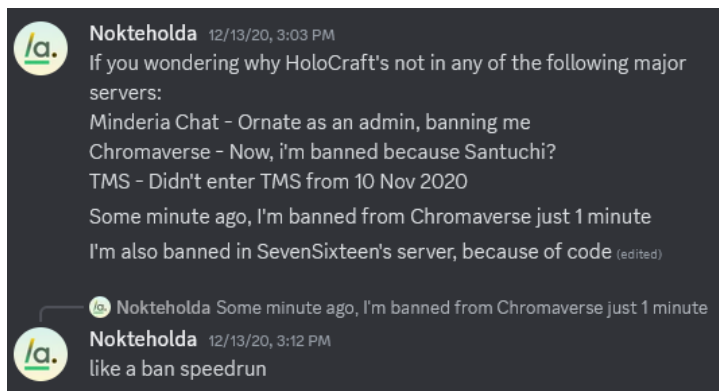 /a.
Nokteholda 12/13/20, 3:03 PM
If you wondering why HoloCraft's not in any of the following major
servers:
Minderia Chat - Ornate as an admin, banning me
Chromaverse - Now, i'm banned because Santuchi?
TMS - Didn't enter TMS from 10 Nov 2020
Some minute ago, I'm banned from Chromaverse just 1 minute
I'm also banned in SevenSixteen's server, because of code (edited)
/a. Nokteholda Some minute ago, I'm banned from Chromaverse just 1 minute
/a.
Nokteholda 12/13/20, 3:12 PM
like a ban speedrun